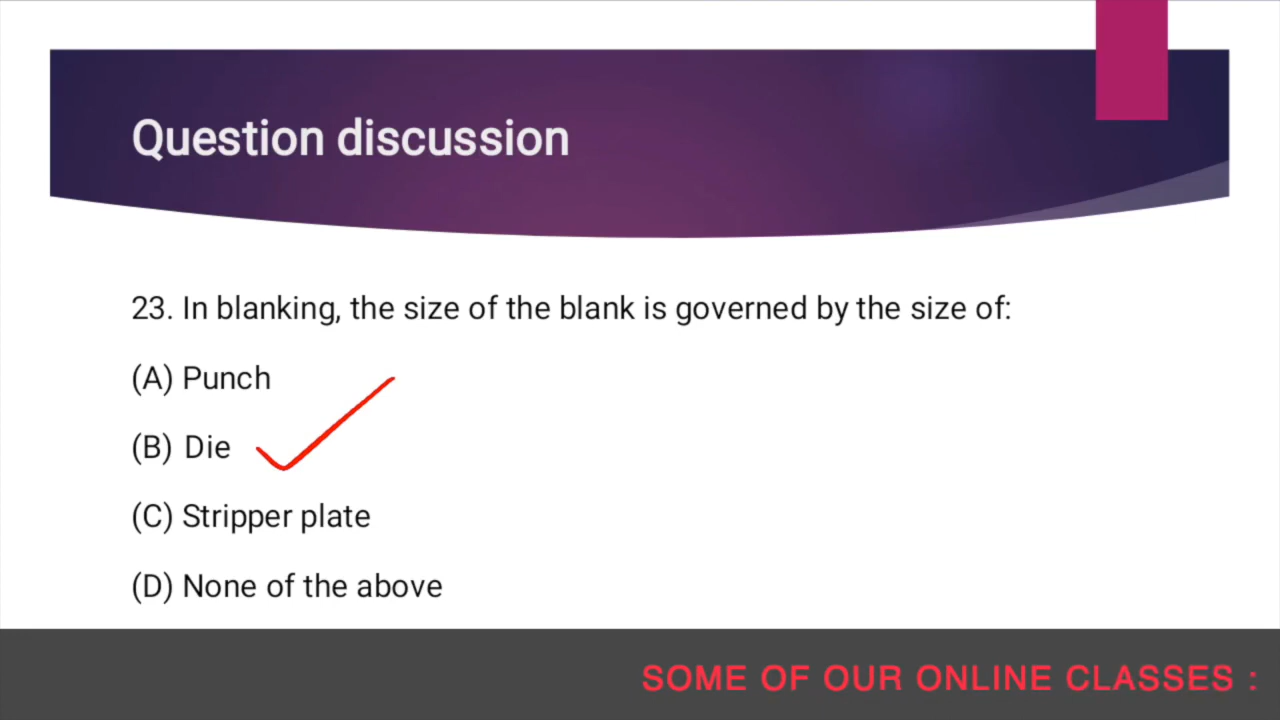 Question discussion
23. In blanking, the size of the blank is governed by the size of:
(A) Punch
(B) Die
(C) Stripper plate
(D) None of the above
SOME OF OUR ONLINE CLASSES :